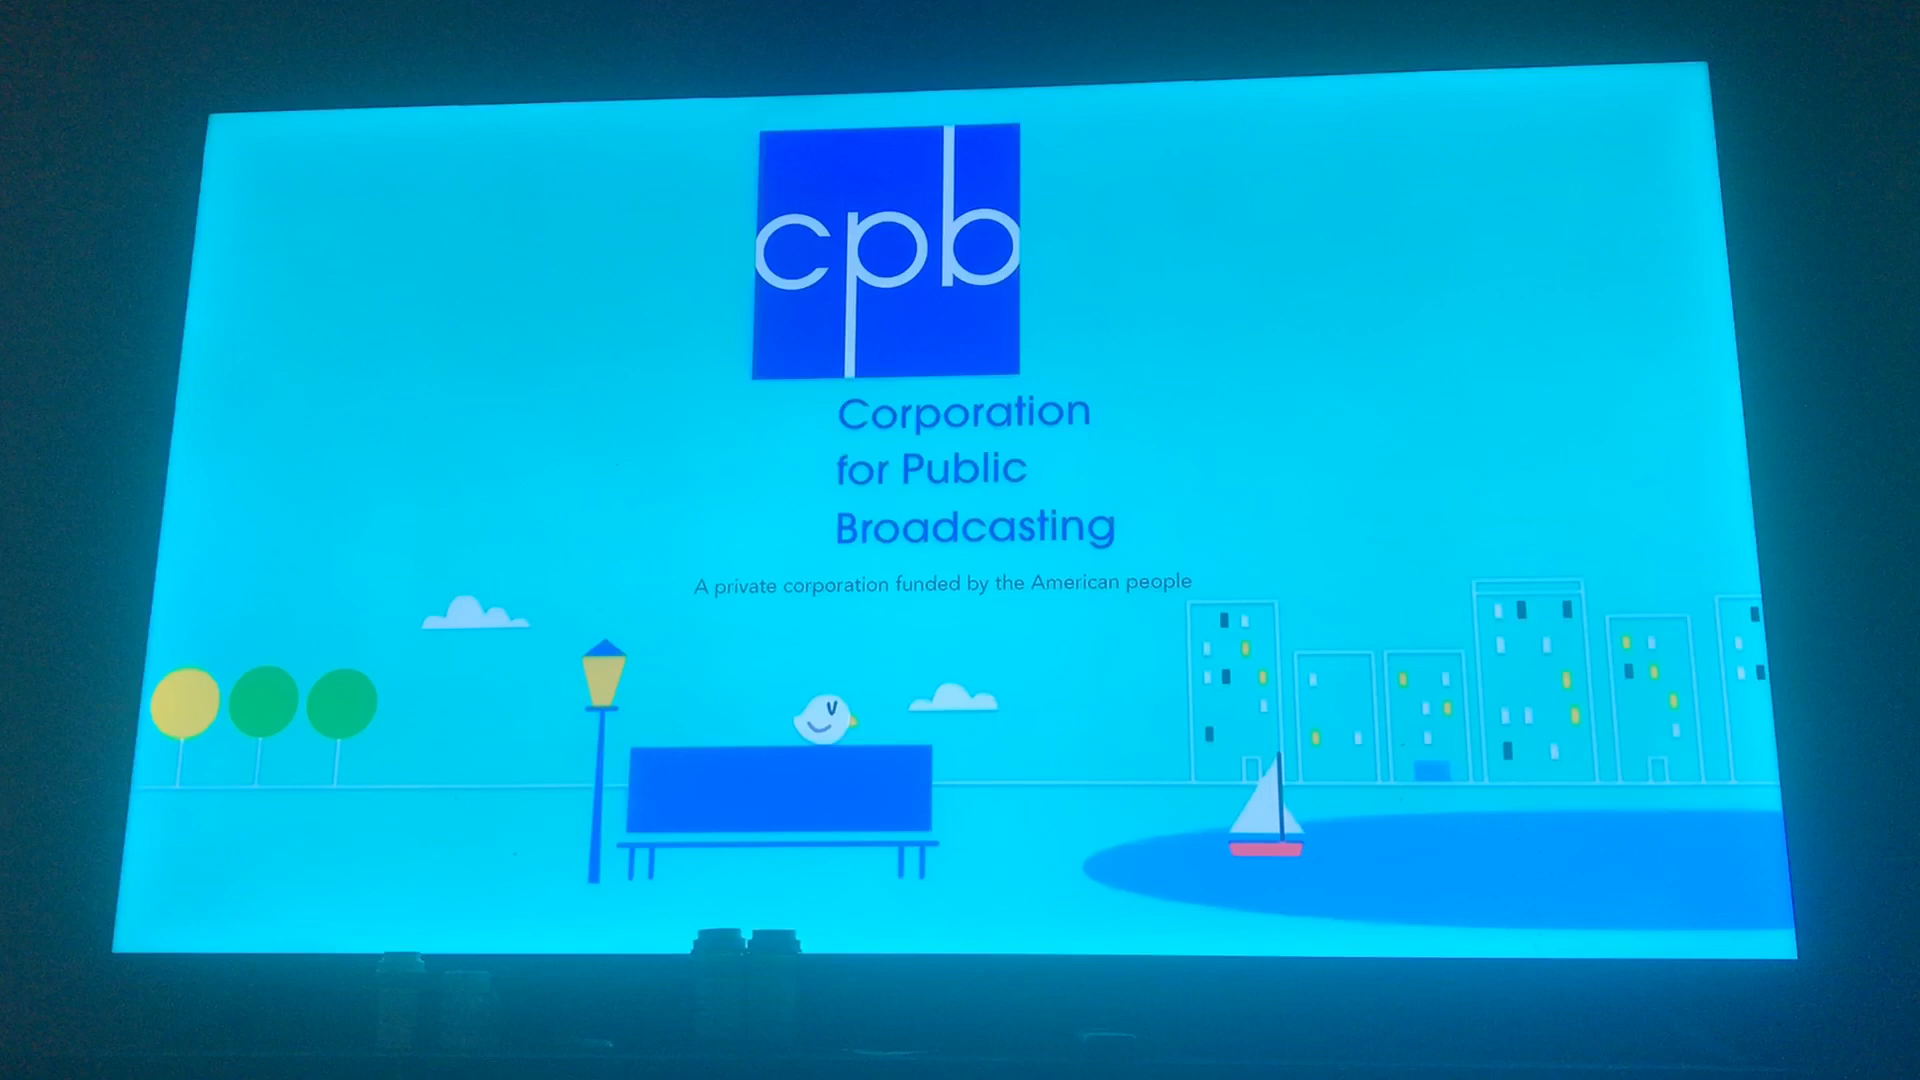 cpb
Corporation
for Public
Broadcasting
A private corporation funded by the American people